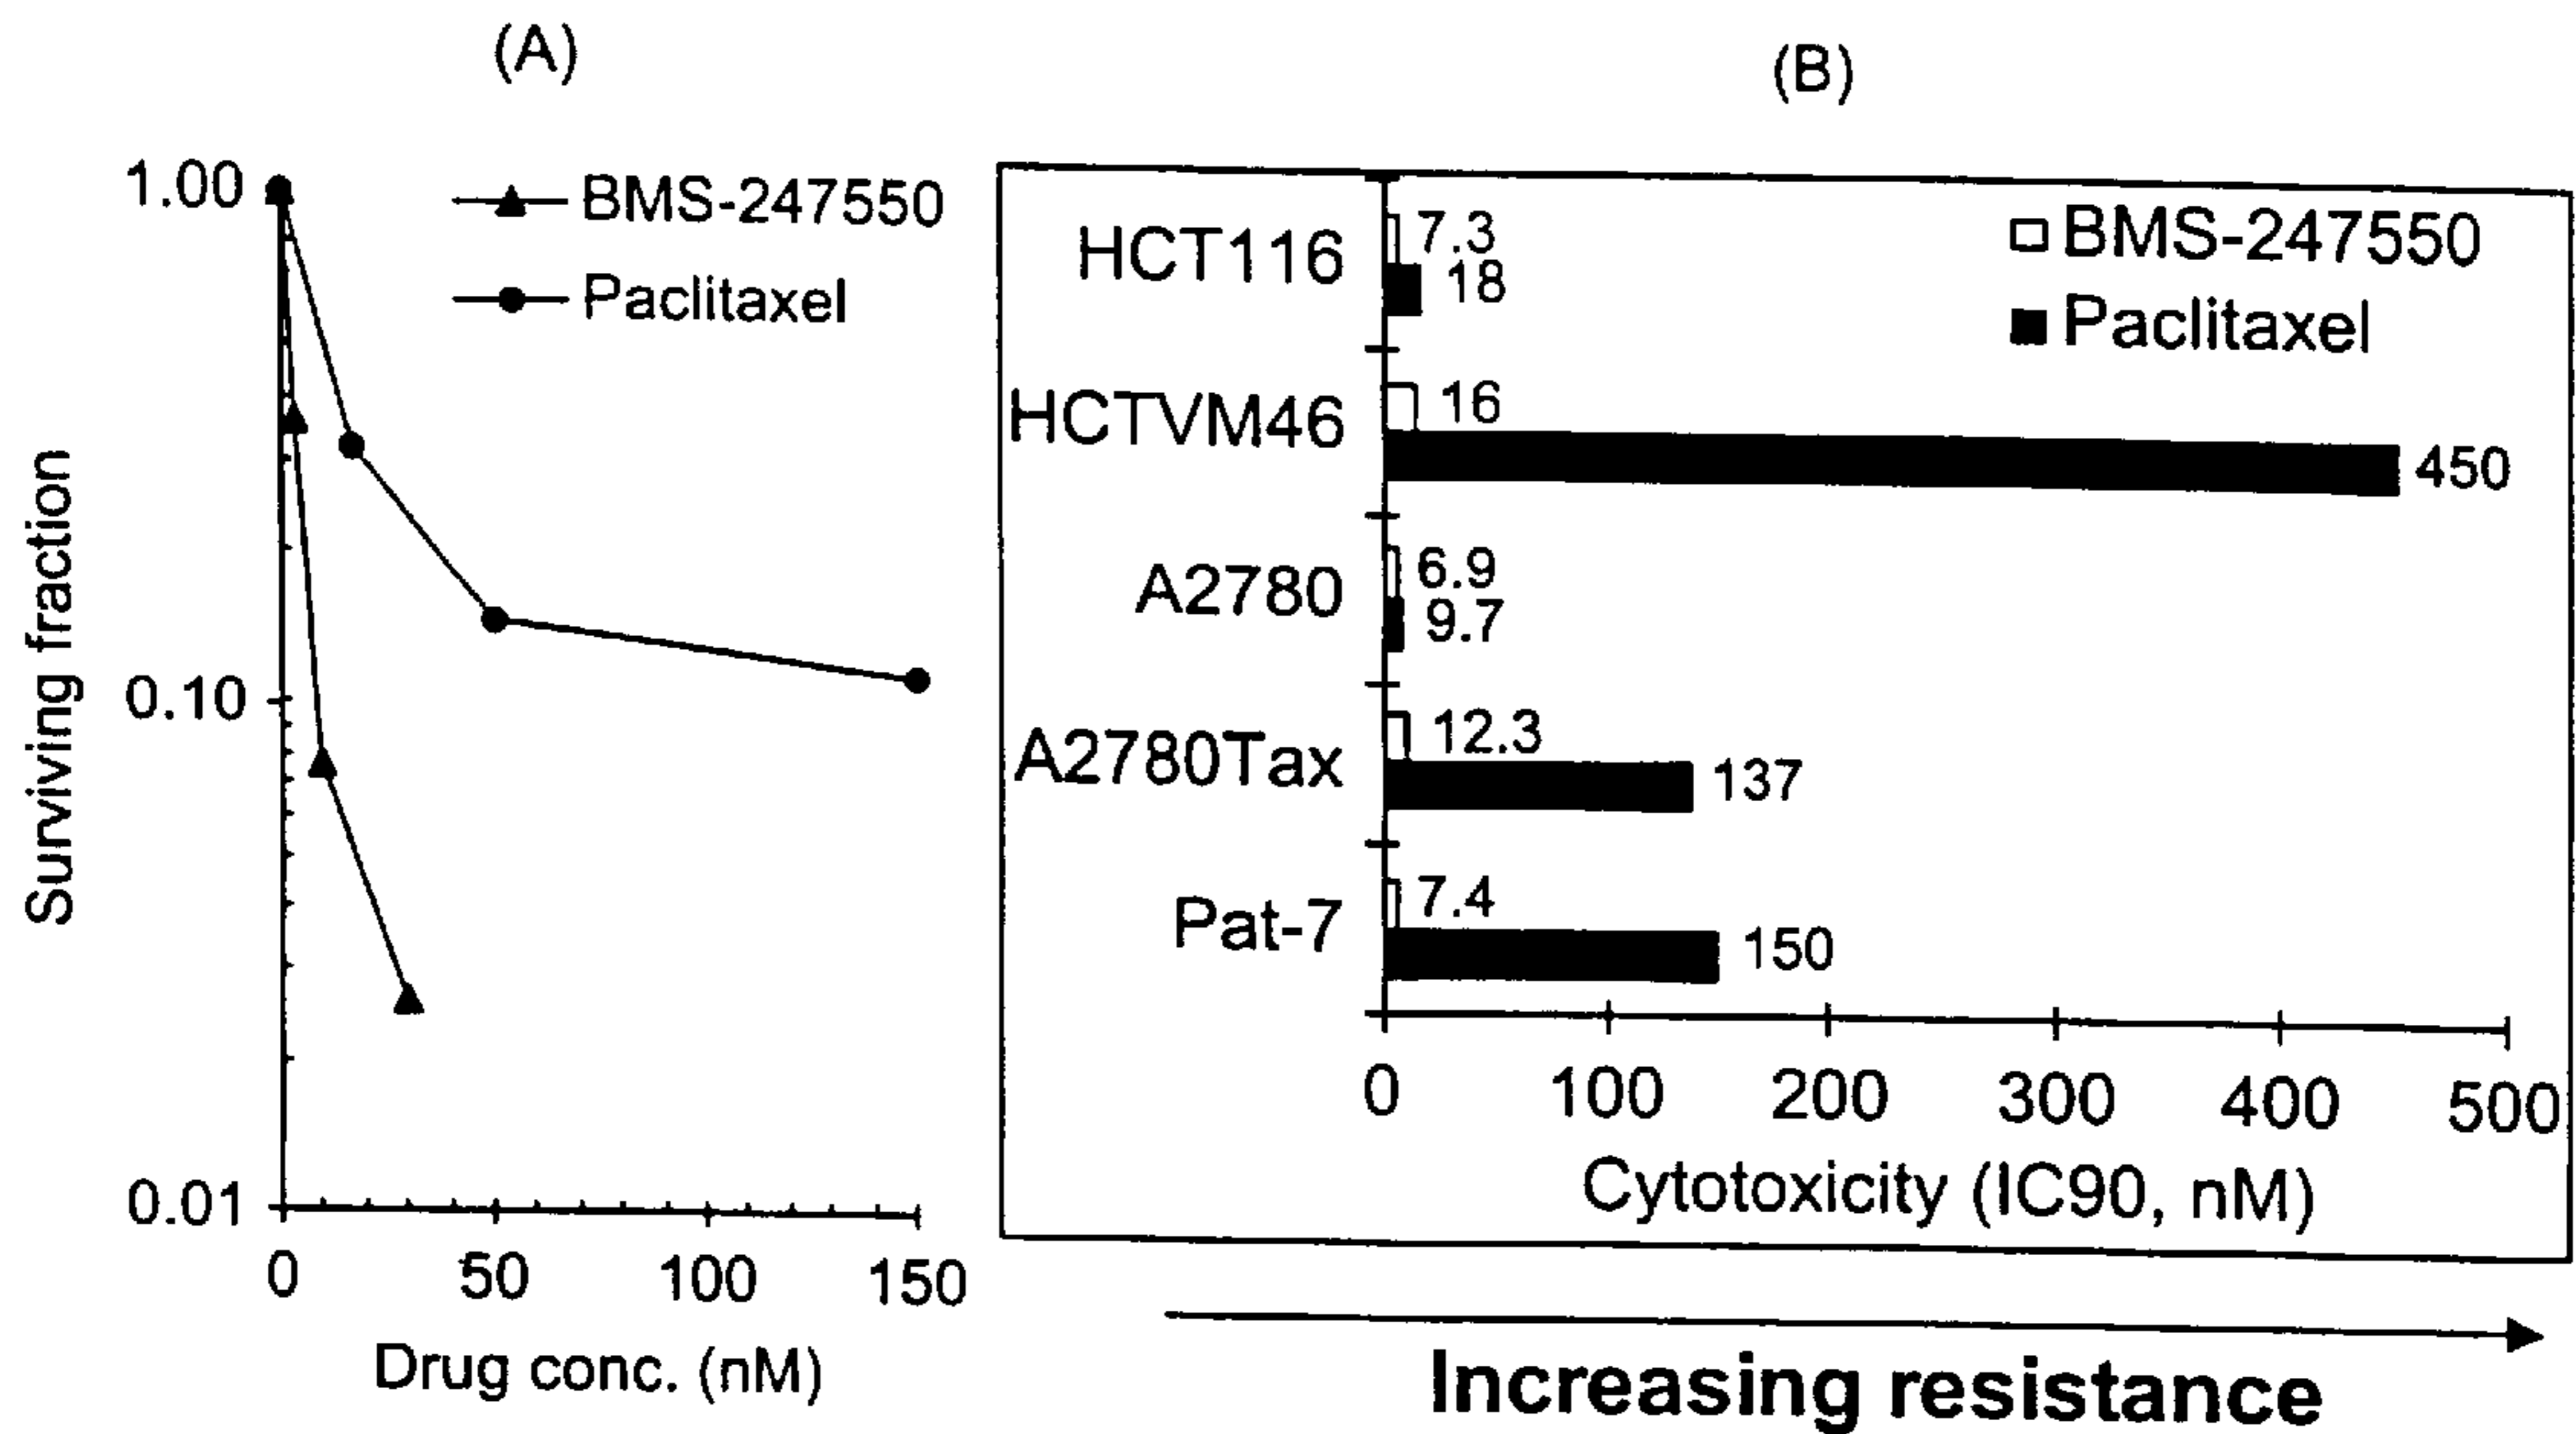 (A)
1.00
0.10
0.01
Surviving fraction
BMS-247550
Paclitaxel
0 50 100 150
Drug conc. (nM)
(B)
BMS-247550
Paclitaxel
HCT116 7.3
18
HCTVM46 16
450
A2780 6.9
9.7
A2780Tax 12.3
137
Pat-7 7.4
150
0 100 200 300 400 500
Cytotoxicity (IC90, nM)
Increasing resistance